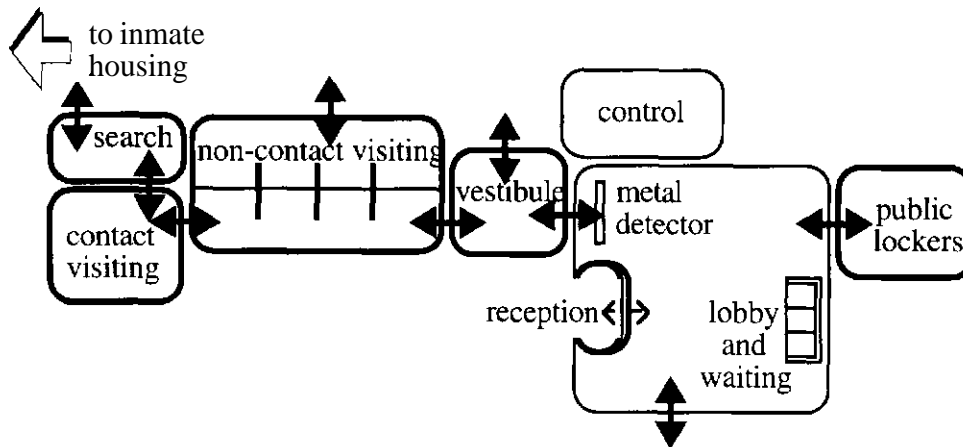 to inmate
housing
search
non-contact visiting
control
contact
visiting
vestibule
metal
detector
public
lockers
reception
lobby
and
waiting